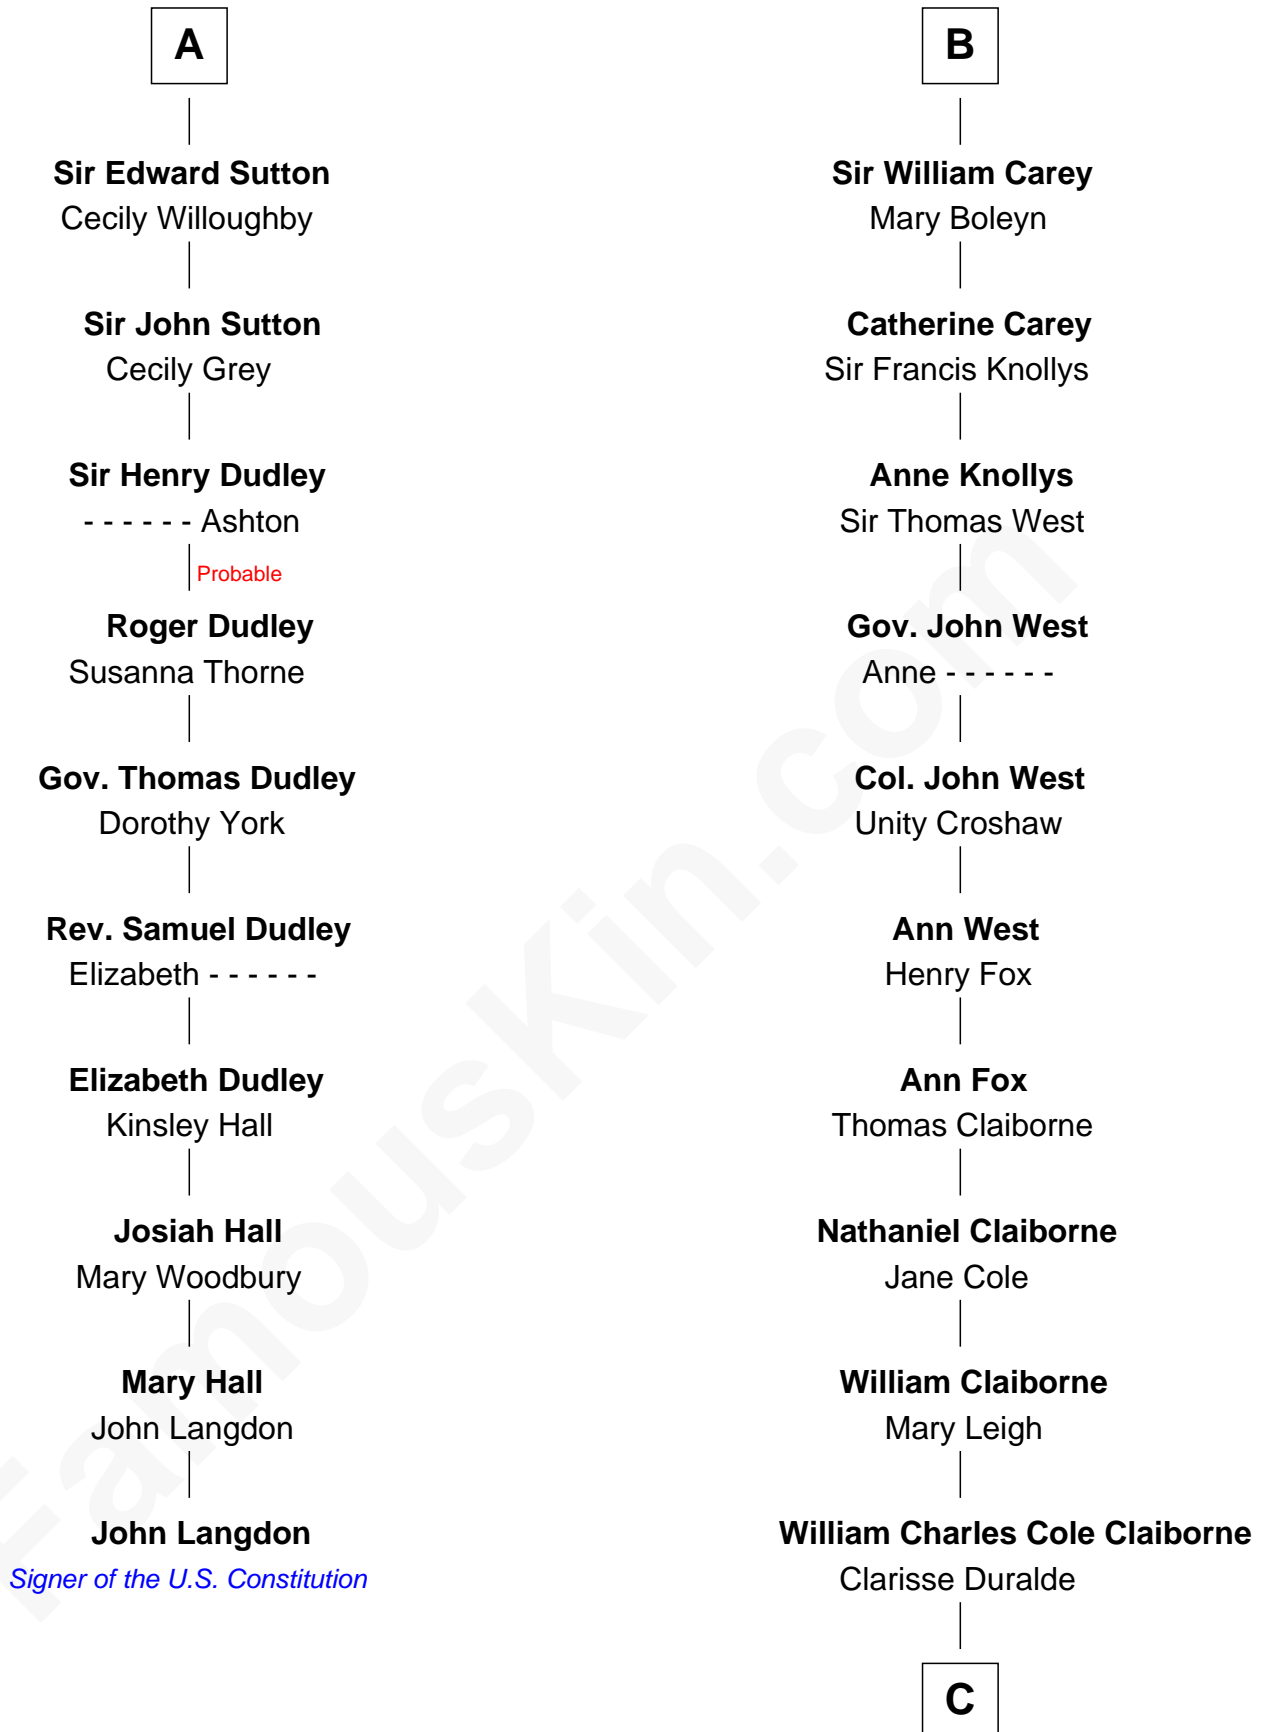 A
Sir Edward Sutton
Cecily Willoughby
Sir John Sutton
Cecily Grey
Sir Henry Dudley
- - - - - - Ashton
Probable
Roger Dudley
Susanna Thorne
Gov. Thomas Dudley
Dorothy York
Rev. Samuel Dudley
Elizabeth - - - - - -
Elizabeth Dudley
Kinsley Hall
Josiah Hall
Mary Woodbury
Mary Hall
John Langdon
John Langdon
Signer of the U.S. Constitution
B
Sir William Carey
Mary Boleyn
Catherine Carey
Sir Francis Knollys
Anne Knollys
Sir Thomas West
Gov. John West
Anne - - - - - -
Col. John West
Unity Croshaw
Ann West
Henry Fox
Ann Fox
Thomas Claiborne
Nathaniel Claiborne
Jane Cole
William Claiborne
Mary Leigh
William Charles Cole Claiborne
Clarisse Duralde
C
FamousKin.com